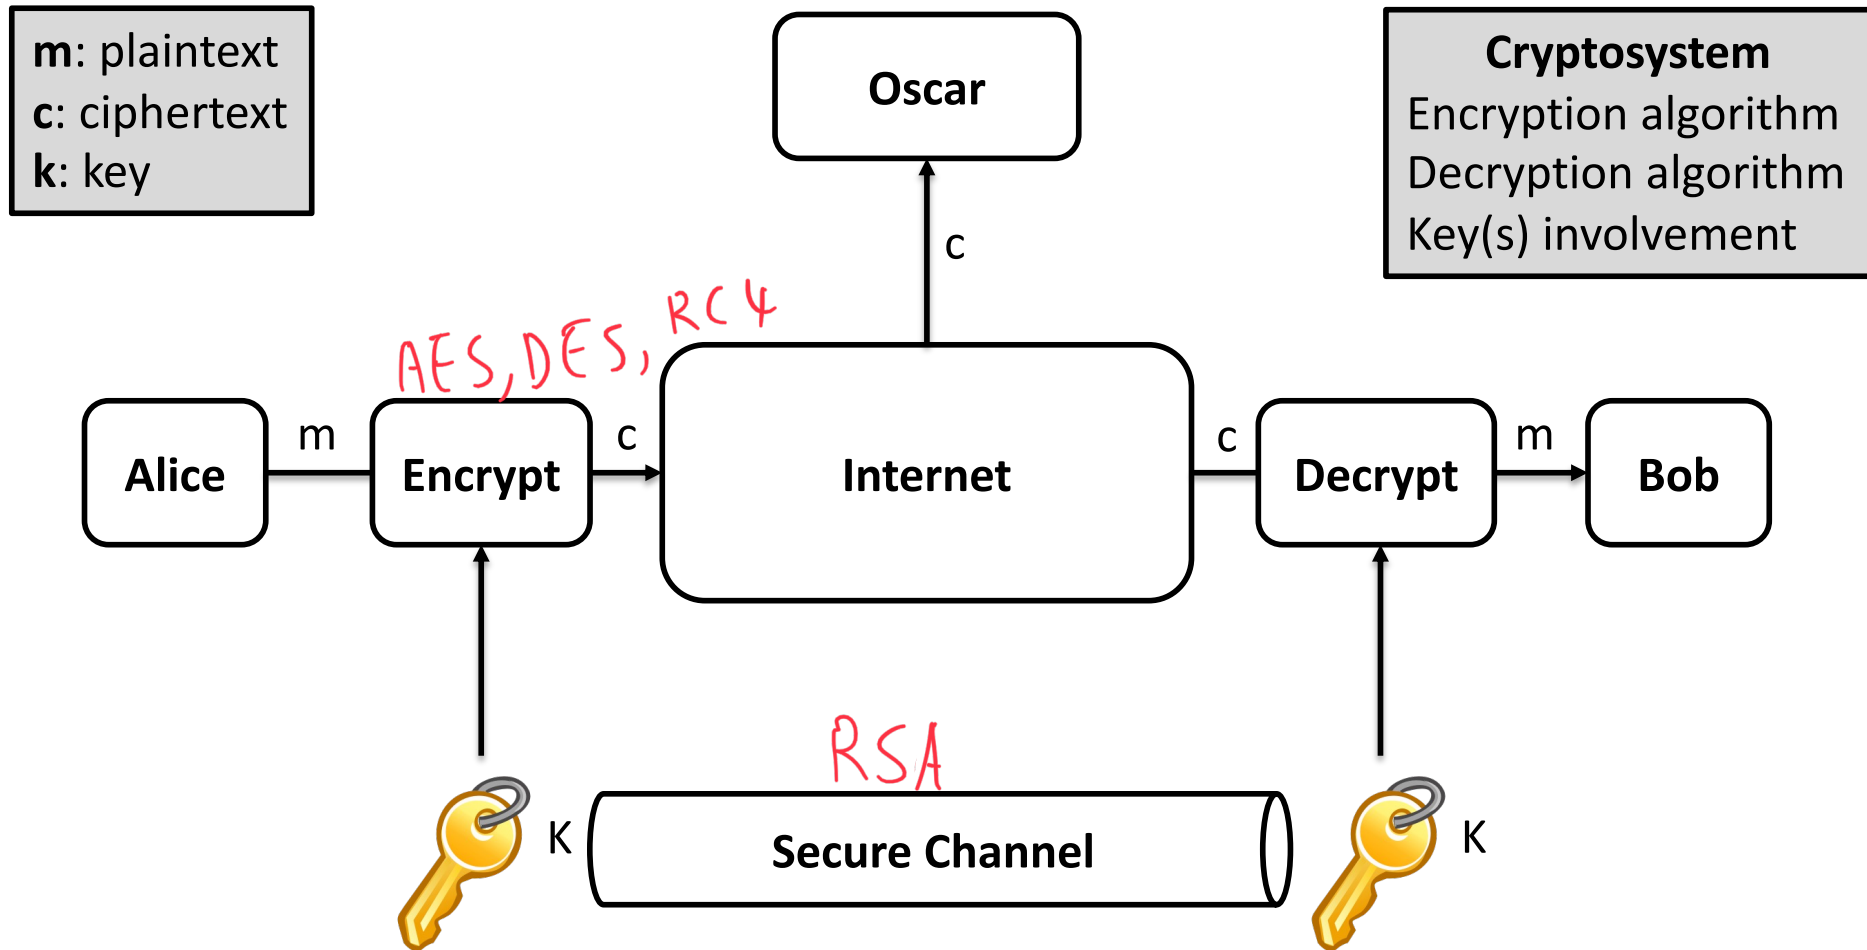 m: plaintext
c: ciphertext
k: key
Oscar
Cryptosystem
Encryption algorithm
Decryption algorithm
Key(s) involvement
c
AES, DES, RC4
Alice
m
Encrypt
c
Internet
c
Decrypt
m
Bob
RSA
K
Secure Channel
K